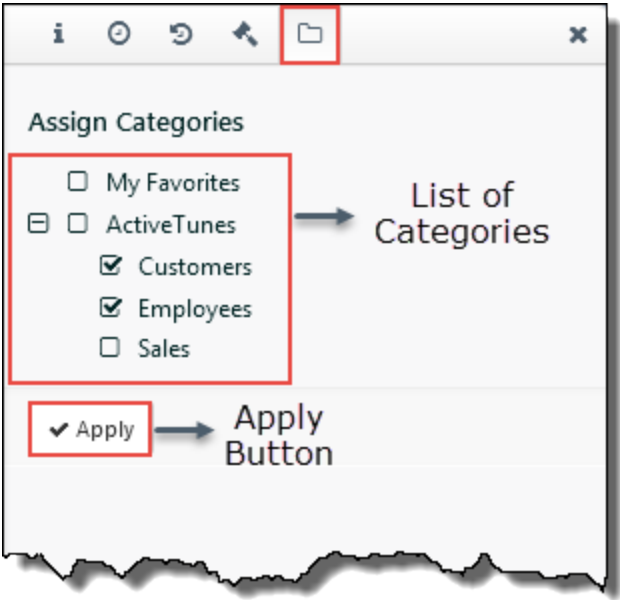 Assign Categories
My Favorites
ActiveTunes
Customers
Employees
Sales
List of
Categories
Apply
Apply
Button